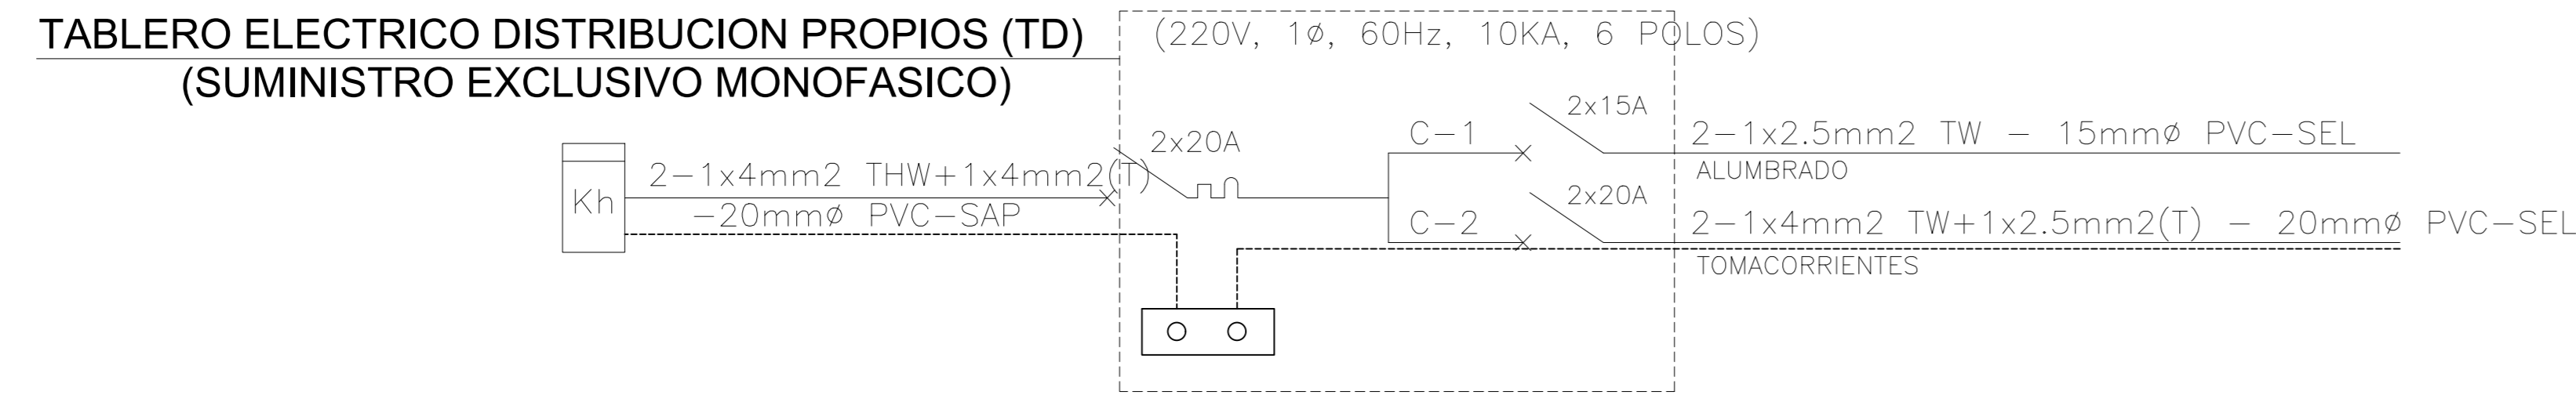 TABLERO ELECTRICO DISTRIBUCION PROPIOS (TD)
(SUMINISTRO EXCLUSIVO MONOFASICO)
(220V, 1ø, 60Hz, 10KA, 6 POLOS)
Kh
2-1x4mm2 THW+1x4mm2(T)
-20mmø PVC-SAP
2x20A
C-1
2x15A
2-1x2.5mm2 TW - 15mmø PVC-SEL
ALUMBRADO
C-2
2x20A
2-1x4mm2 TW+1x2.5mm2(T) - 20mmø PVC-SEL
TOMACORRIENTES